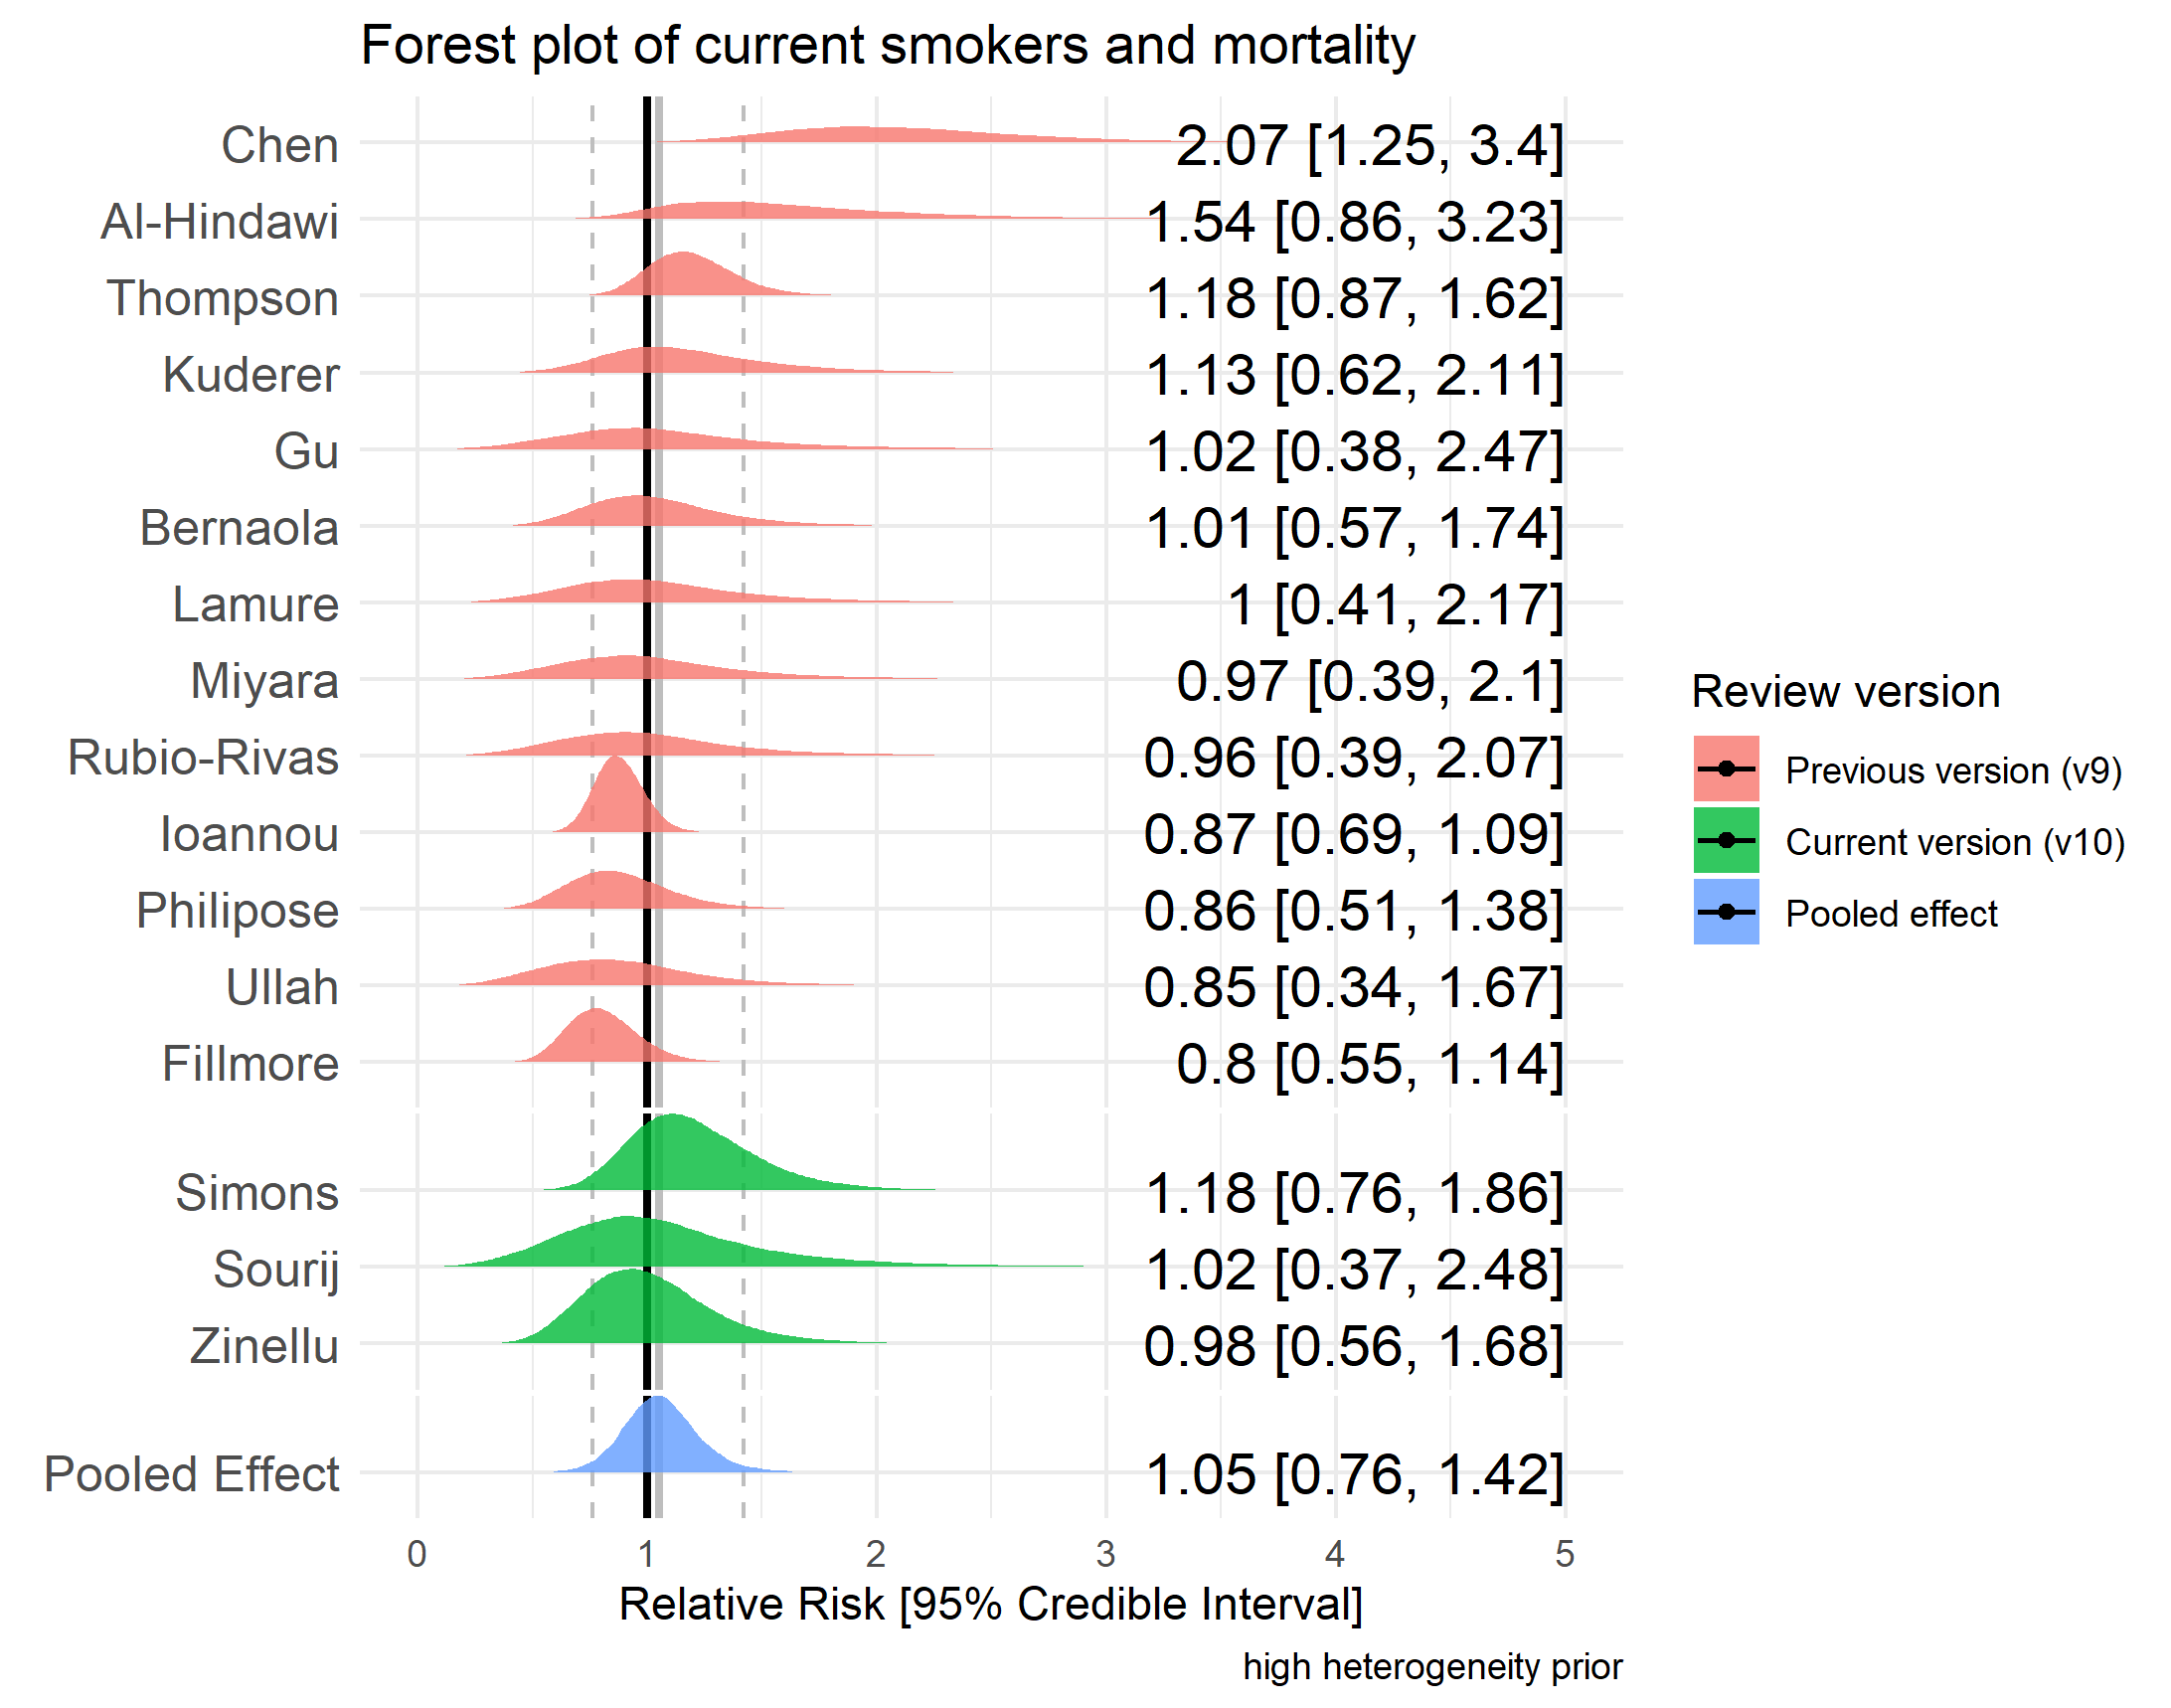 Forest plot of current smokers and mortality
Chen 2.07 [1.25, 3.4]
Al-Hindawi 1.54 [0.86, 3.23]
Thompson 1.18 [0.87, 1.62]
Kuderer 1.13 [0.62, 2.11]
Gu 1.02 [0.38, 2.47]
Bernaola 1.01 [0.57, 1.74]
Lamure 1 [0.41, 2.17]
Miyara 0.97 [0.39, 2.1]
Rubio-Rivas 0.96 [0.39, 2.07]
Ioannou 0.87 [0.69, 1.09]
Philipose 0.86 [0.51, 1.38]
Ullah 0.85 [0.34, 1.67]
Fillmore 0.8 [0.55, 1.14]
Simons 1.18 [0.76, 1.86]
Sourij 1.02 [0.37, 2.48]
Zinellu 0.98 [0.56, 1.68]
Pooled Effect 1.05 [0.76, 1.42]
0 1 2 3 4 5
Relative Risk [95% Credible Interval]
high heterogeneity prior
Review version
Previous version (v9)
Current version (v10)
Pooled effect